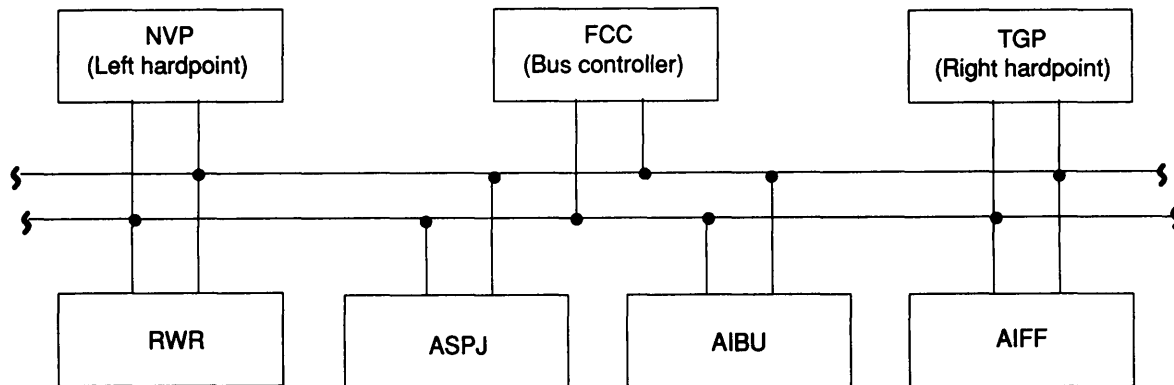 NVP
(Left hardpoint)
FCC
(Bus controller)
TGP
(Right hardpoint)
RWR
ASPJ
AIBU
AIFF